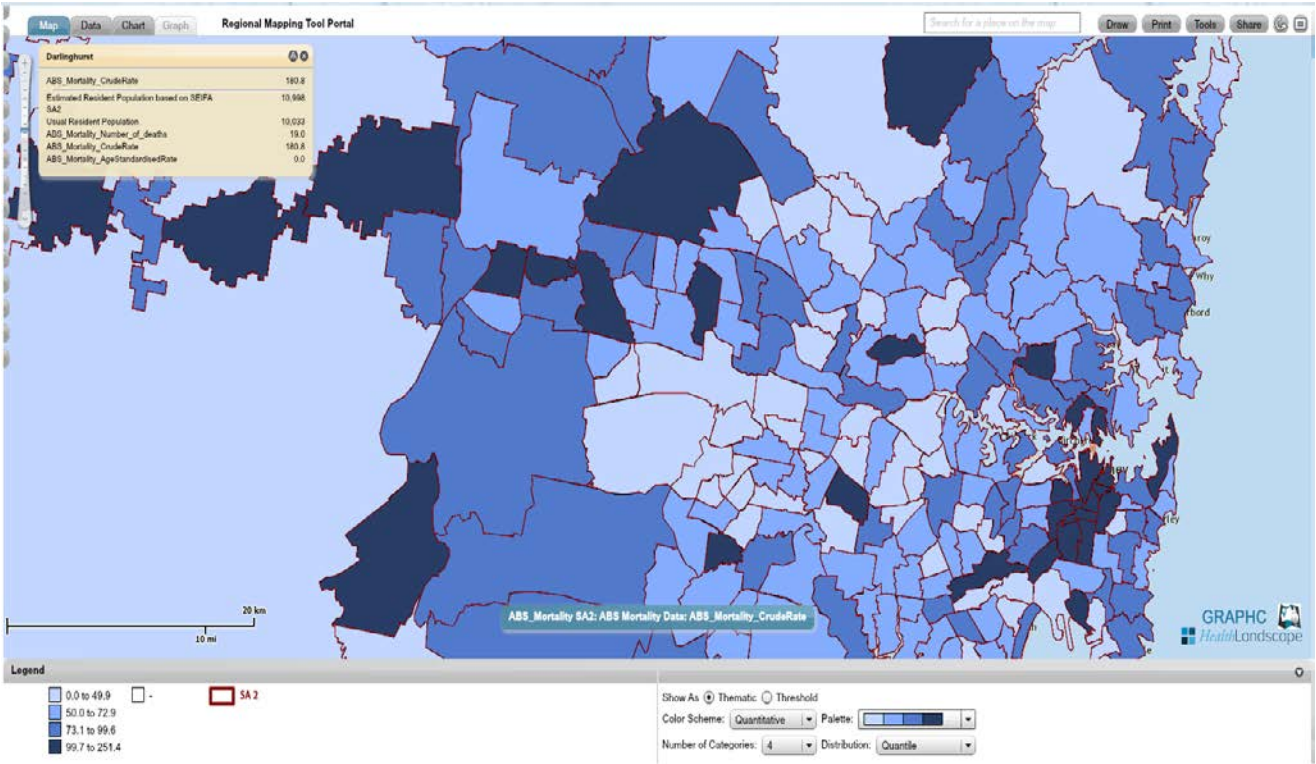 Map Data Chart Graph Regional Mapping Tool Portal Search for a place on the map Draw Print Tools Share
Darlinghurst
ABS_Mortality_CrudeRate 180.8
Estimated Resident Population based on SEIFA 10,998
SA2
Usual Resident Population 10,033
ABS_Mortality_Number_of_deaths 19.0
ABS_Mortality_CrudeRate 180.8
ABS_Mortality_AgeStandardisedRate 0.0
roy
Why
bord
ley
20 km
10 mi
ABS_Mortality SA2: ABS Mortality Data: ABS_Mortality_CrudeRate
GRAPHC
HealthLandscape
Legend
0.0 to 49.9 - SA 2
50.0 to 72.9
73.1 to 99.6
99.7 to 251.4
Show As Thematic Threshold
Color Scheme: Quantitative Palette:
Number of Categories: 4 Distribution: Quantile